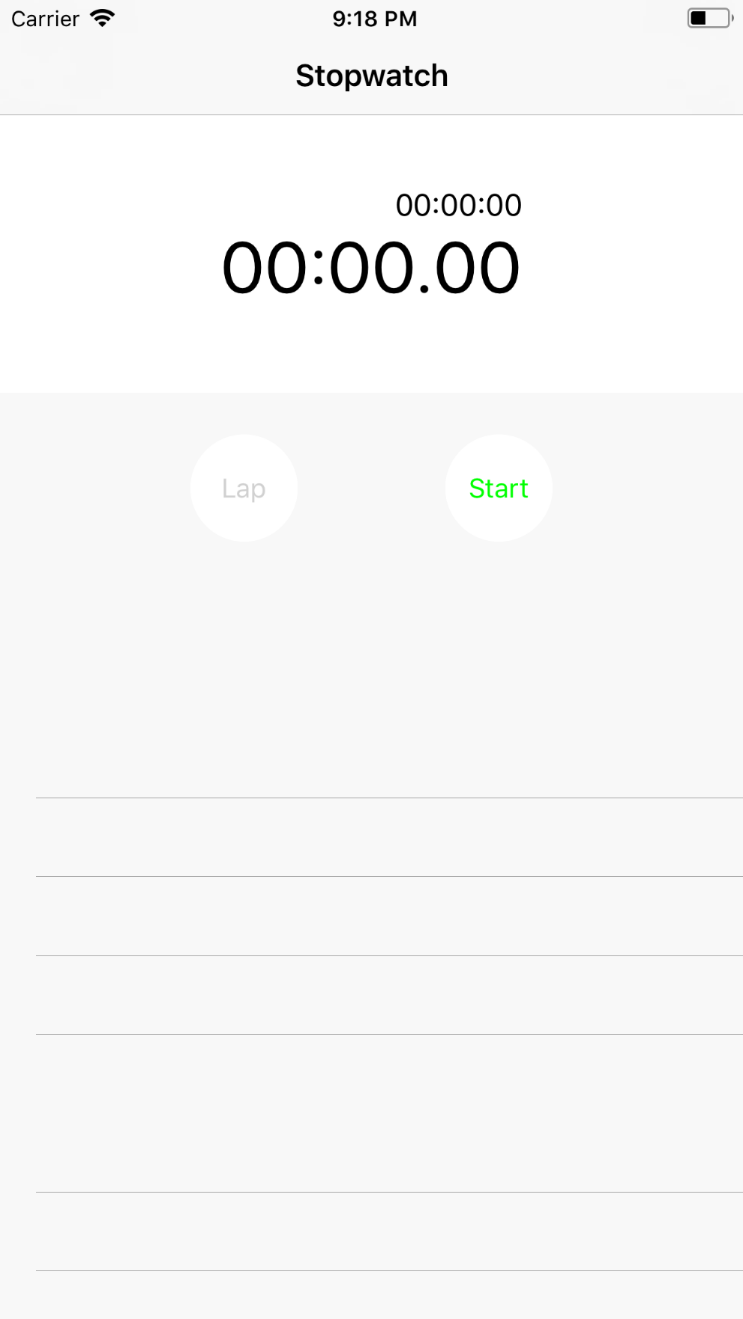 Carrier 9:18 PM
Stopwatch
00:00:00
00:00.00
Lap Start